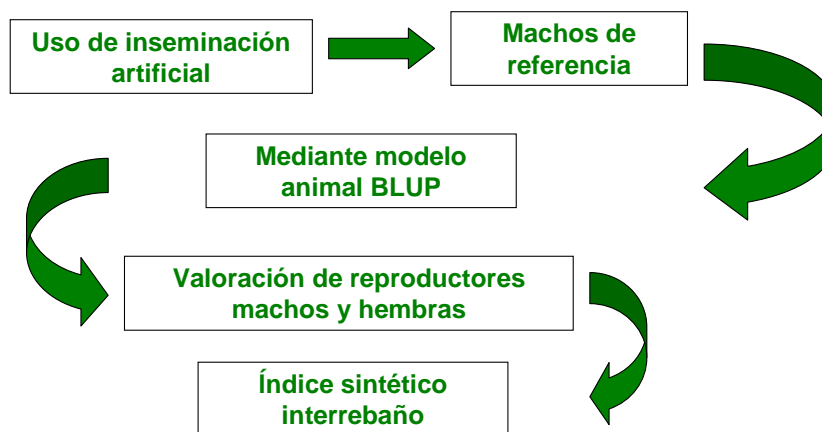 Uso de inseminación
artificial
Machos de
referencia
Mediante modelo
animal BLUP
Valoración de reproductores
machos y hembras
Índice sintético
interrebaño